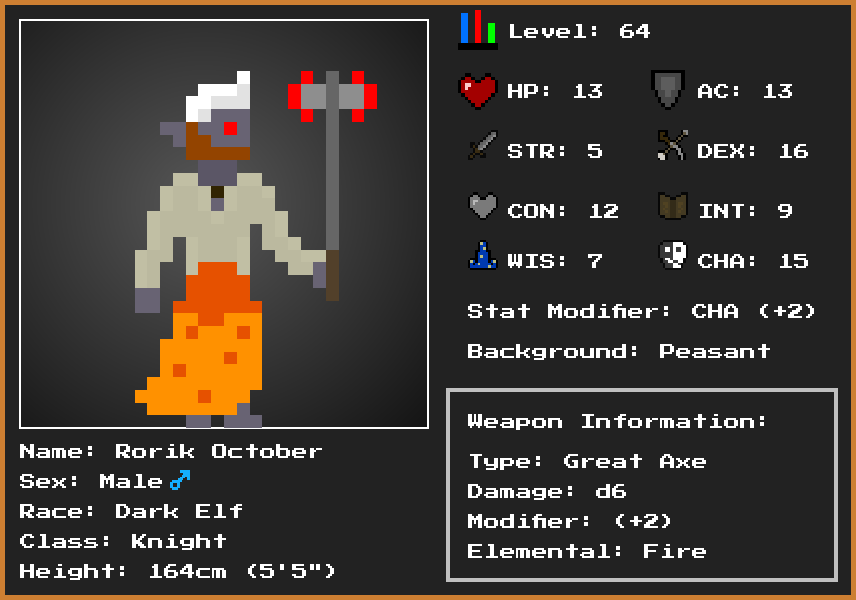 Level: 64
HP: 13
AC: 13
STR: 5
DEX: 16
CON: 12
INT: 9
WIS: 7
CHA: 15
Stat Modifier: CHA (+2)
Background: Peasant
Weapon Information:
Type: Great Axe
Damage: d6
Modifier: (+2)
Elemental: Fire
Name: Rorik October
Sex: Male♂
Race: Dark Elf
Class: Knight
Height: 164cm (5'5")